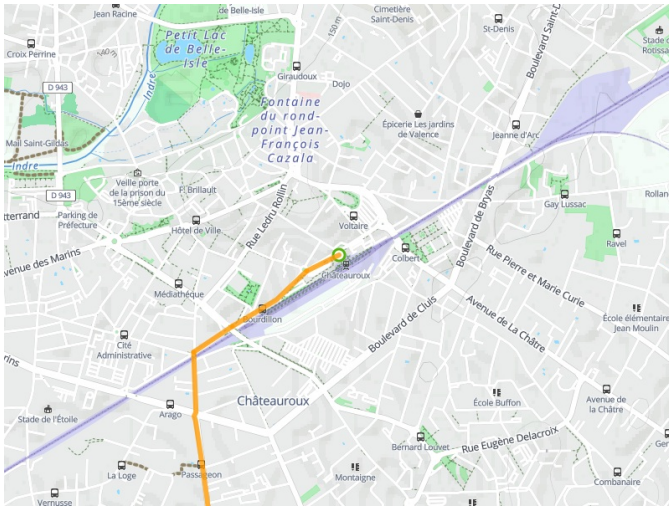 Jean Racine
de Belle-Isle
Cimetière
Saint-Denis
150 m
St-Denis
Boulevard Saint-D
Stade d
Rotissa
Croix Perrine
Petit Lac
de Belle-
Isle
Giraudoux
Dojo
D 943
Indre
Fontaine
du rond-
point Jean-
François
Cazala
Épicerie Les jardins
de Valence
Jeanne d'Arc
Mail Saint-Gildas
Indre
Veille porte
de la prison du
15ème siècle
F. Brillault
D 943
Rue Ledru Rollin
Gay Lussac
Rollan
tterrand
Parking de
Préfecture
Hôtel de Ville
Voltaire
Boulevard de Bryas
Ravel
Colbert
Rue Pierre et Marie Curie
venue des Marins
Châteauroux
Médiathèque
Bourdillon
Boulevard de Cluis
Avenue de La Châtre
École élémentaire
Jean Moulin
Cité
Administrative
rins
Châteauroux
École Buffon
Avenue de
la Châtre
Arago
Stade de l'Étoile
Bernard Louvet
Rue Eugène Delacroix
Ger
La Loge
Passageon
Montaigne
Combanaire
Vernusse